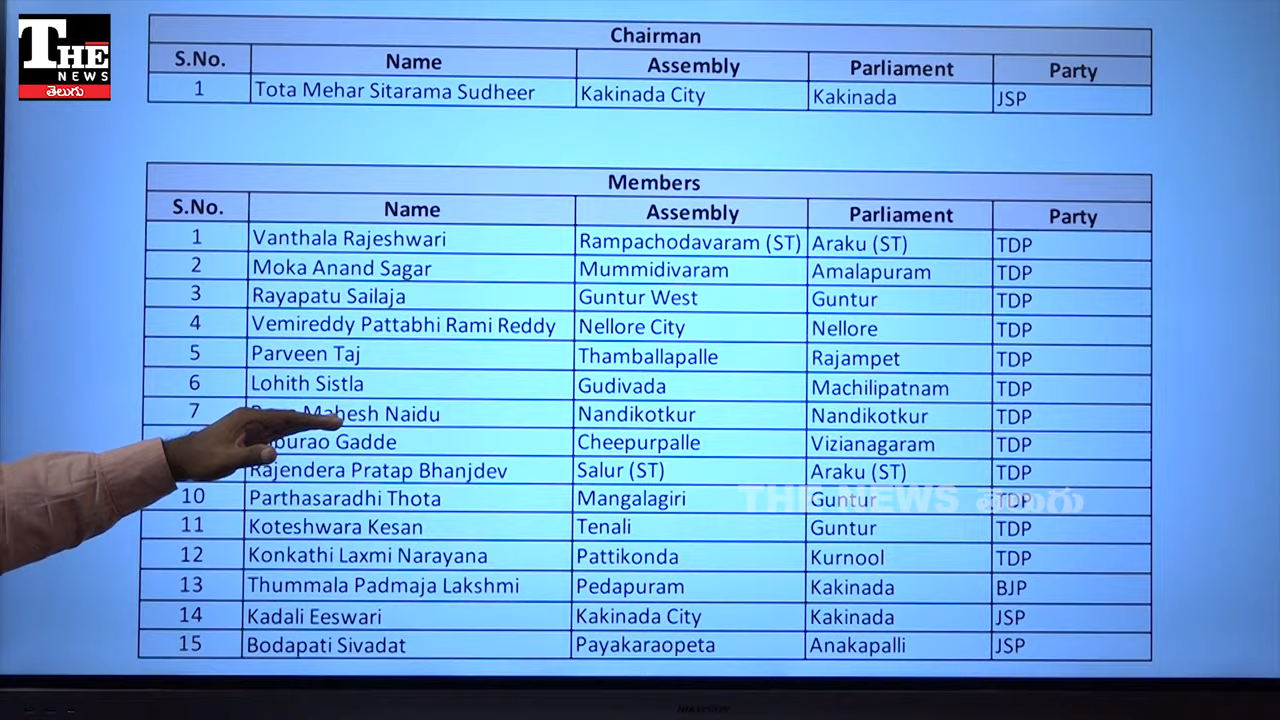 THE
NEWS
తెలుగు
Chairman
S.No. Name Assembly Parliament Party
1 Tota Mehar Sitarama Sudheer Kakinada City Kakinada JSP
Members
S.No. Name Assembly Parliament Party
1 Vanthala Rajeshwari Rampachodavaram (ST) Araku (ST) TDP
2 Moka Anand Sagar Mummidivaram Amalapuram TDP
3 Rayapatu Sailaja Guntur West Guntur TDP
4 Vemireddy Pattabhi Rami Reddy Nellore City Nellore TDP
5 Parveen Taj Thamballapalle Rajampet TDP
6 Lohith Sistla Gudivada Machilipatnam TDP
7 Mahesh Naidu Nandikotkur Nandikotkur TDP
Gadde Cheepurpalle Vizianagaram TDP
Rajendera Pratap Bhanjdev Salur (ST) Araku (ST) TDP
10 Parthasaradhi Thota Mangalagiri Guntur TDP
THE NEWS తెలుగు
11 Koteshwara Kesan Tenali Guntur TDP
12 Konkathi Laxmi Narayana Pattikonda Kurnool TDP
13 Thummala Padmaja Lakshmi Pedapuram Kakinada BJP
14 Kadali Eeswari Kakinada City Kakinada JSP
15 Bodapati Sivadat Payakaraopeta Anakapalli JSP